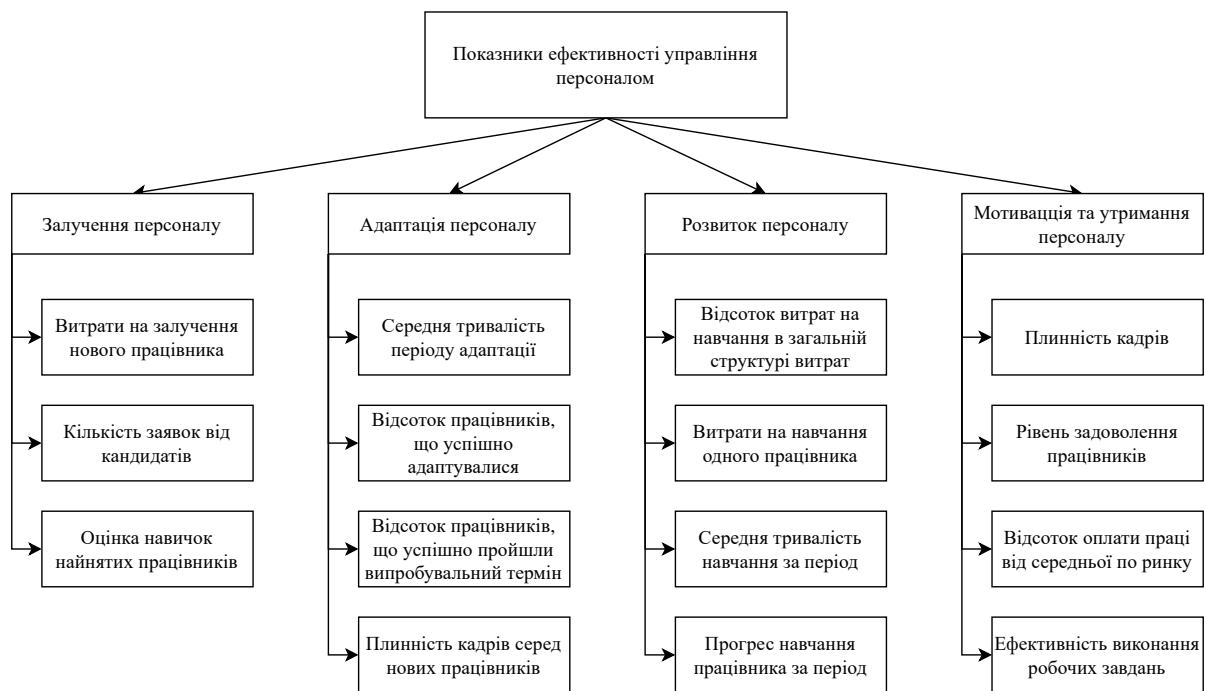 Показники ефективності управління
персоналом
Залучення персоналу
Витрати на залучення
нового працівника
Кількість заявок від
кандидатів
Оцінка навичок
найнятих працівників
Адаптація персоналу
Середня тривалість
періоду адаптації
Відсоток працівників,
що успішно
адаптувалися
Відсоток працівників,
що успішно пройшли
випробувальний термін
Плинність кадрів серед
нових працівників
Розвиток персоналу
Відсоток витрат на
навчання в загальній
структурі витрат
Витрати на навчання
одного працівника
Середня тривалість
навчання за період
Прогрес навчання
працівника за період
Мотивацція та утримання
персоналу
Плинність кадрів
Рівень задоволення
працівників
Відсоток оплати праці
від середньої по ринку
Ефективність виконання
робочих завдань